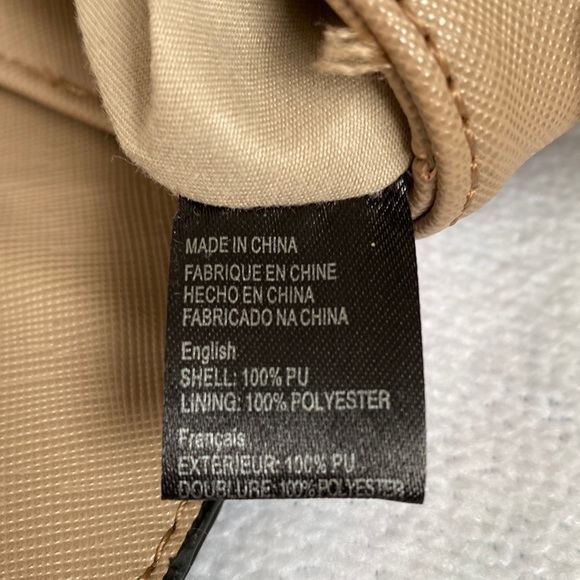 MADE IN CHINA
FABRIQUE EN CHINE
HECHO EN CHINA
FABRICADO NA CHINA
English
SHELL: 100% PU
LINING: 100% POLYESTER
Français
EXTERIEUR: 100% PU
DOUBLURE: 100% POLYESTER